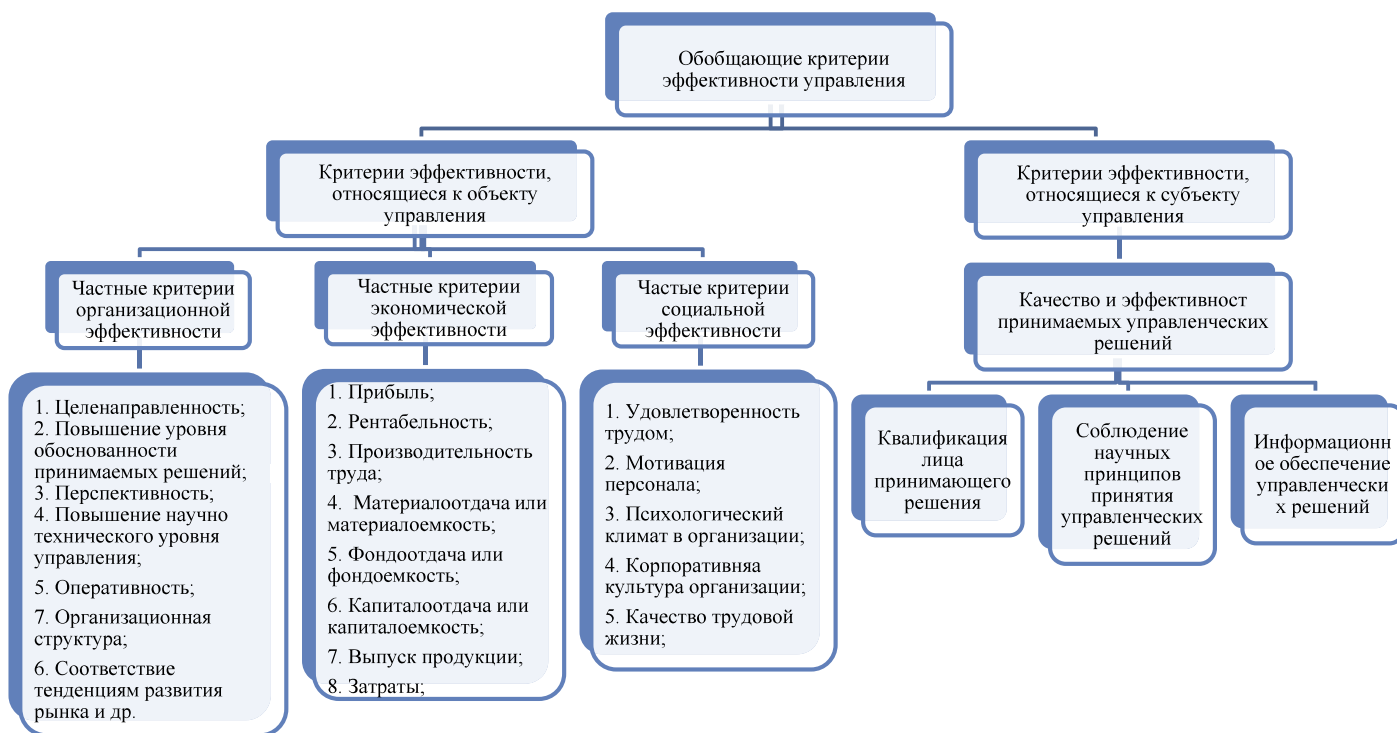 Обобщающие критерии
эффективности управления
Критерии эффективности,
относящиеся к объекту
управления
Критерии эффективности,
относящиеся к субъекту
управления
Частные критерии
организационной
эффективности
Частные критерии
экономической
эффективности
Частые критерии
социальной
эффективности
Качество и эффективност
принимаемых управленческих
решений
1. Целенаправленность;
2. Повышение уровня
обоснованности
принимаемых решений;
3. Перспективность;
4. Повышение научно
технического уровня
управления;
5. Оперативность;
7. Организационная
структура;
6. Соответствие
тенденциям развития
рынка и др.
1. Прибыль;
2. Рентабельность;
3. Производительность
труда;
4. Материалоотдача или
материалоемкость;
5. Фондоотдача или
фондоемкость;
6. Капиталоотдача или
капиталоемкость;
7. Выпуск продукции;
8. Затраты;
1. Удовлетворенность
трудом;
2. Мотивация
персонала;
3. Психологический
климат в организации;
4. Корпоративняа
культура организации;
5. Качество трудовой
жизни;
Квалификация
лица
принимающего
решения
Соблюдение
научных
принципов
принятия
управленческих
решений
Информационн
ое обеспечение
управленчески
х решений